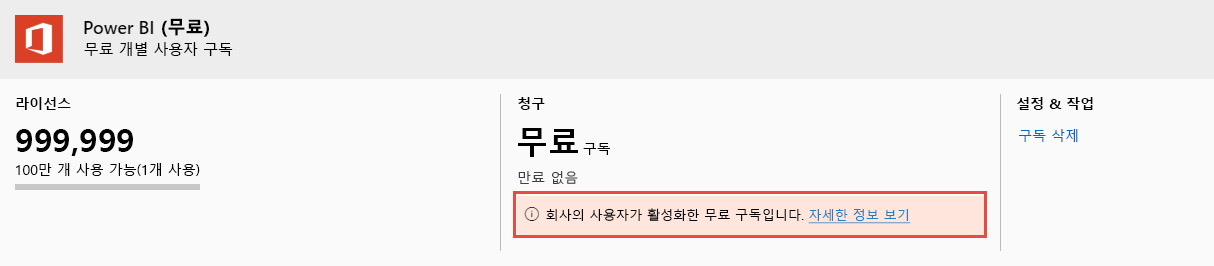 Power BI (무료)
무료 개별 사용자 구독
라이선스
999,999
100만 개 사용 가능(1개 사용)
청구
무료 구독
만료 없음
회사의 사용자가 활성화한 무료 구독입니다. 자세한 정보 보기
설정 & 작업
구독 삭제